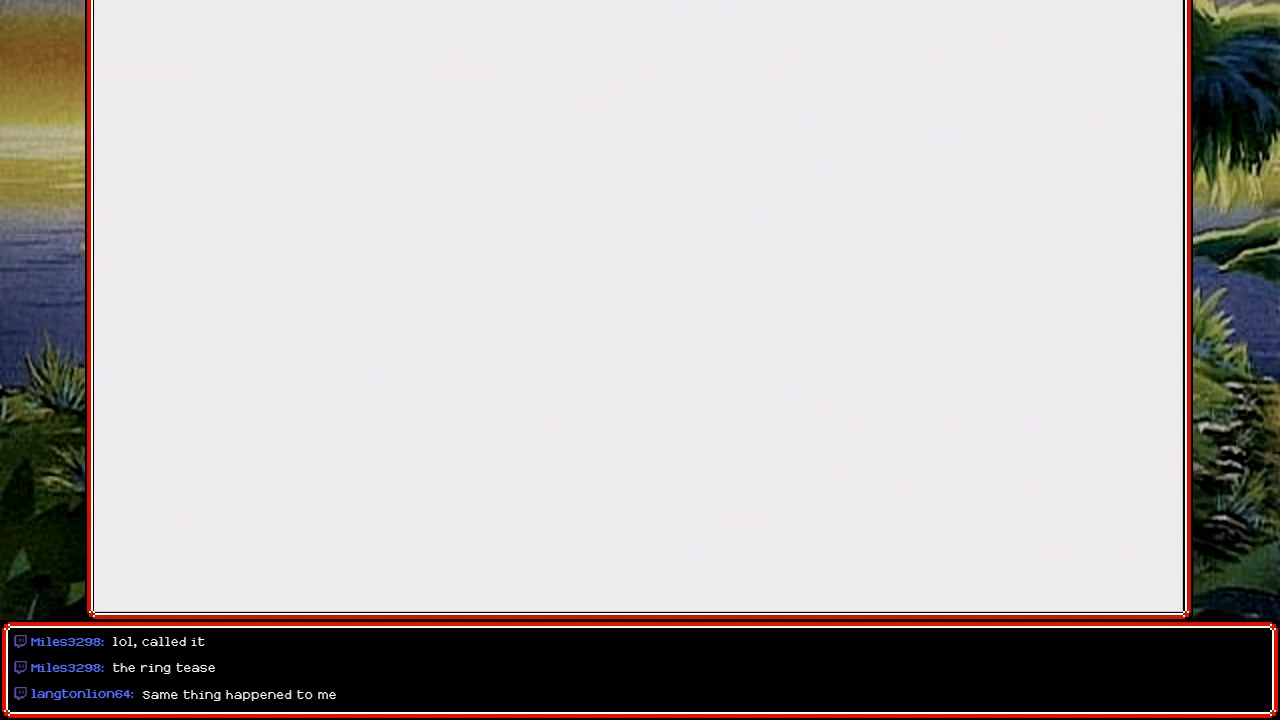 Miles3298: lol, called it
Miles3298: the ring tease
langtonlion64: Same thing happened to me